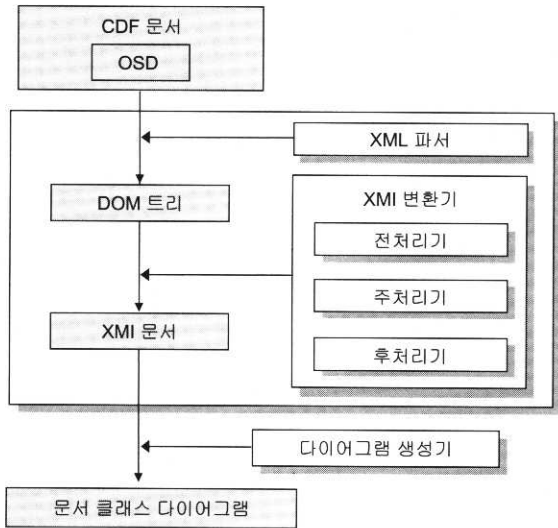 CDF 문서
OSD
XML 파서
DOM 트리
XMI 변환기
전처리기
주처리기
XMI 문서
후처리기
다이어그램 생성기
문서 클래스 다이어그램